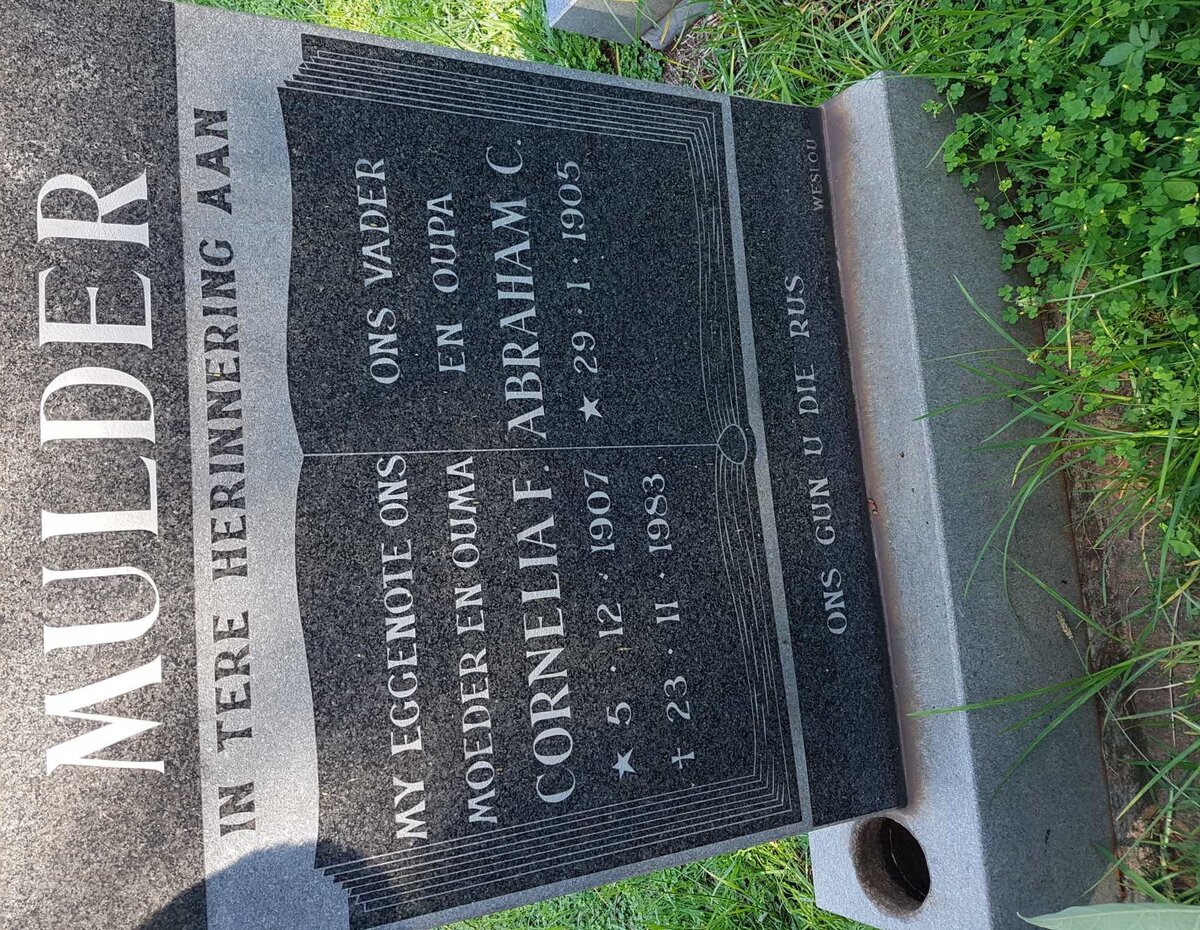 MULDER
IN TERE HERINNERING AAN
MY EGGENOTE ONS
MOEDER EN OUMA
CORNELIA F.
★ 5 · 12 · 1907
✝ 23 · 11 · 1983
ONS VADER
EN OUPA
ABRAHAM C.
★ 29 · 1 · 1905
ONS GUN U DIE RUS
WESLOU